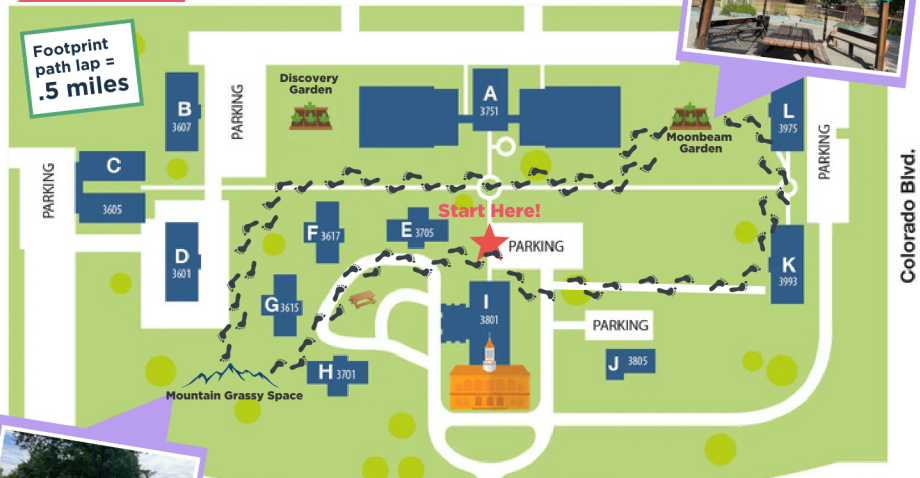 Footprint
path lap =
.5 miles
Discovery
Garden
A
3751
Moonbeam
Garden
L
3975
B
3607
PARKING
PARKING
C
3605
PARKING
D
3601
F 3617
E 3705
Start Here!
PARKING
K
3993
G 3615
I
3801
PARKING
J 3805
H 3701
Mountain Grassy Space
Colorado Blvd.